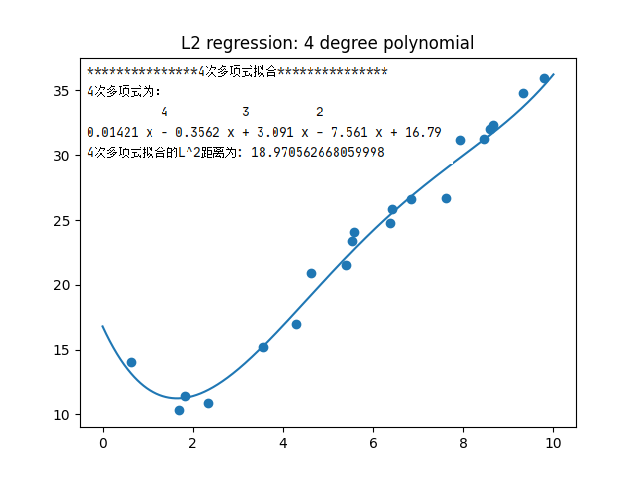 L2 regression: 4 degree polynomial
***************4次多项式拟合***************
4次多项式为:
4 3 2
0.01421 x - 0.3562 x + 3.091 x - 7.561 x + 16.79
4次多项式拟合的L^2距离为: 18.970562668059998
35
30
25
20
15
10
0 2 4 6 8 10